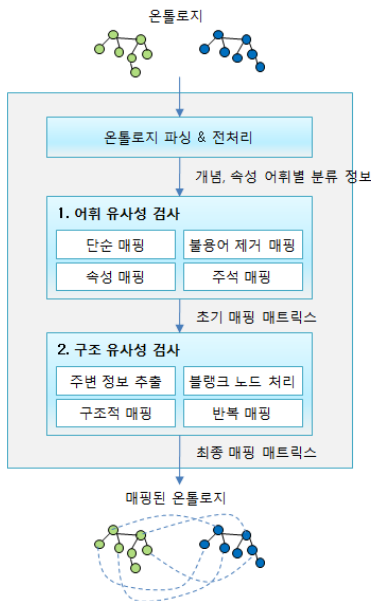 온톨로지
온톨로지 파싱 & 전처리
개념, 속성 어휘별 분류 정보
1. 어휘 유사성 검사
단순 매핑
불용어 제거 매핑
속성 매핑
주석 매핑
초기 매핑 매트릭스
2. 구조 유사성 검사
주변 정보 추출
블랭크 노드 처리
구조적 매핑
반복 매핑
최종 매핑 매트릭스
매핑된 온톨로지